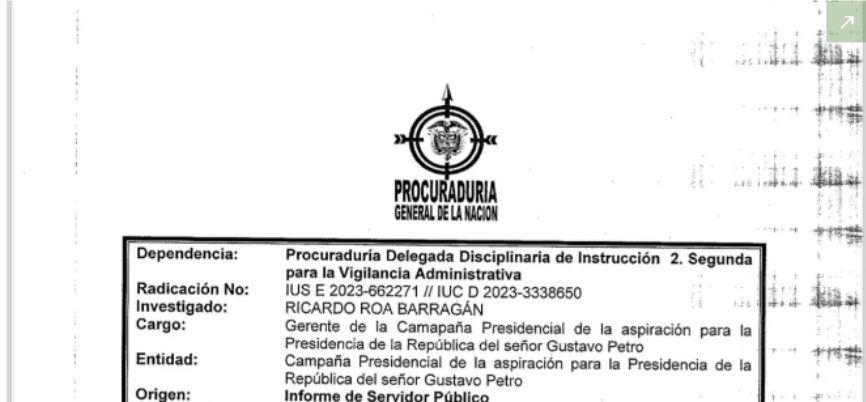 PROCURADURIA
GENERAL DE LA NACION
Dependencia: Procuraduría Delegada Disciplinaria de Instrucción 2. Segunda
para la Vigilancia Administrativa
Radicación No: IUS E 2023-662271 // IUC D 2023-3338650
Investigado: RICARDO ROA BARRAGÁN
Cargo: Gerente de la Camapaña Presidencial de la aspiración para la
Presidencia de la República del señor Gustavo Petro
Entidad: Campaña Presidencial de la aspiración para la Presidencia de la
República del señor Gustavo Petro
Origen: Informe de Servidor Público